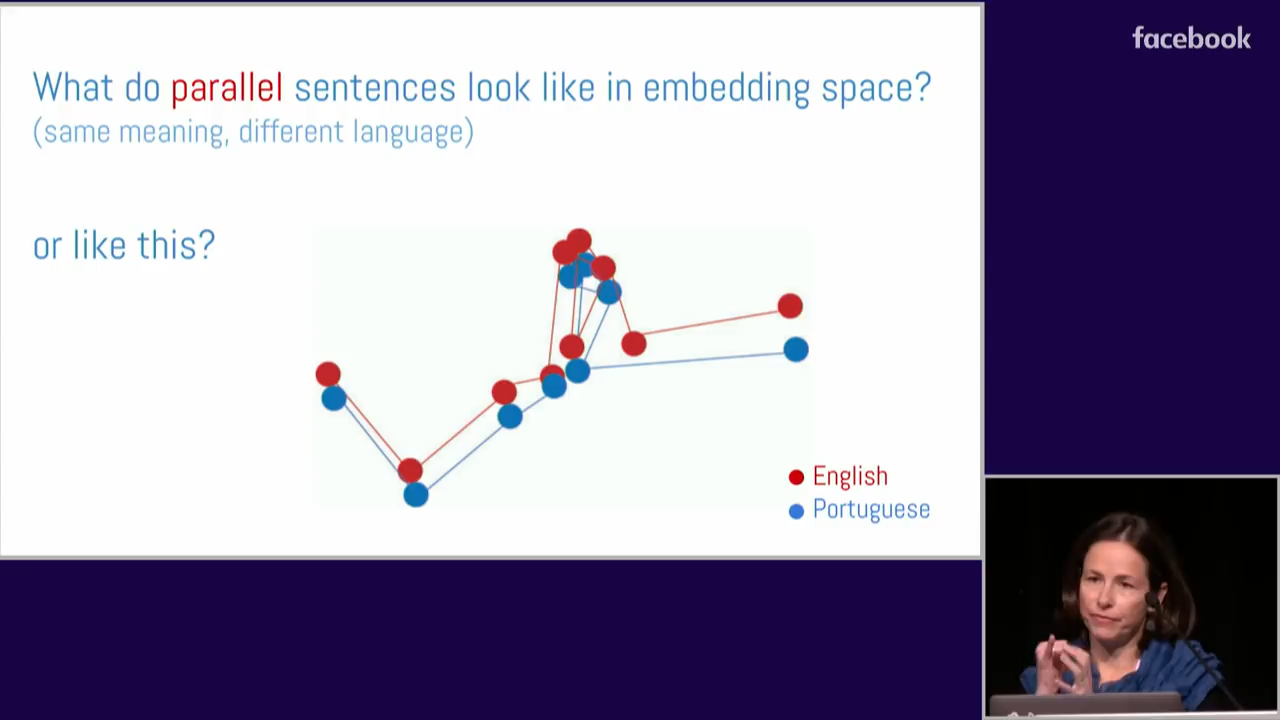 facebook
What do parallel sentences look like in embedding space?
(same meaning, different language)
or like this?
English
Portuguese